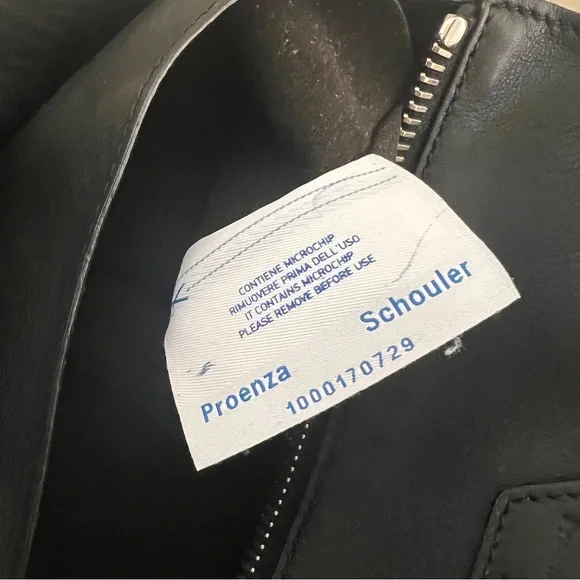 CONTIENE MICROCHIP
RIMUOVERE PRIMA DELL'USO
IT CONTAINS MICROCHIP
PLEASE REMOVE BEFORE USE
Proenza Schouler
1000170729